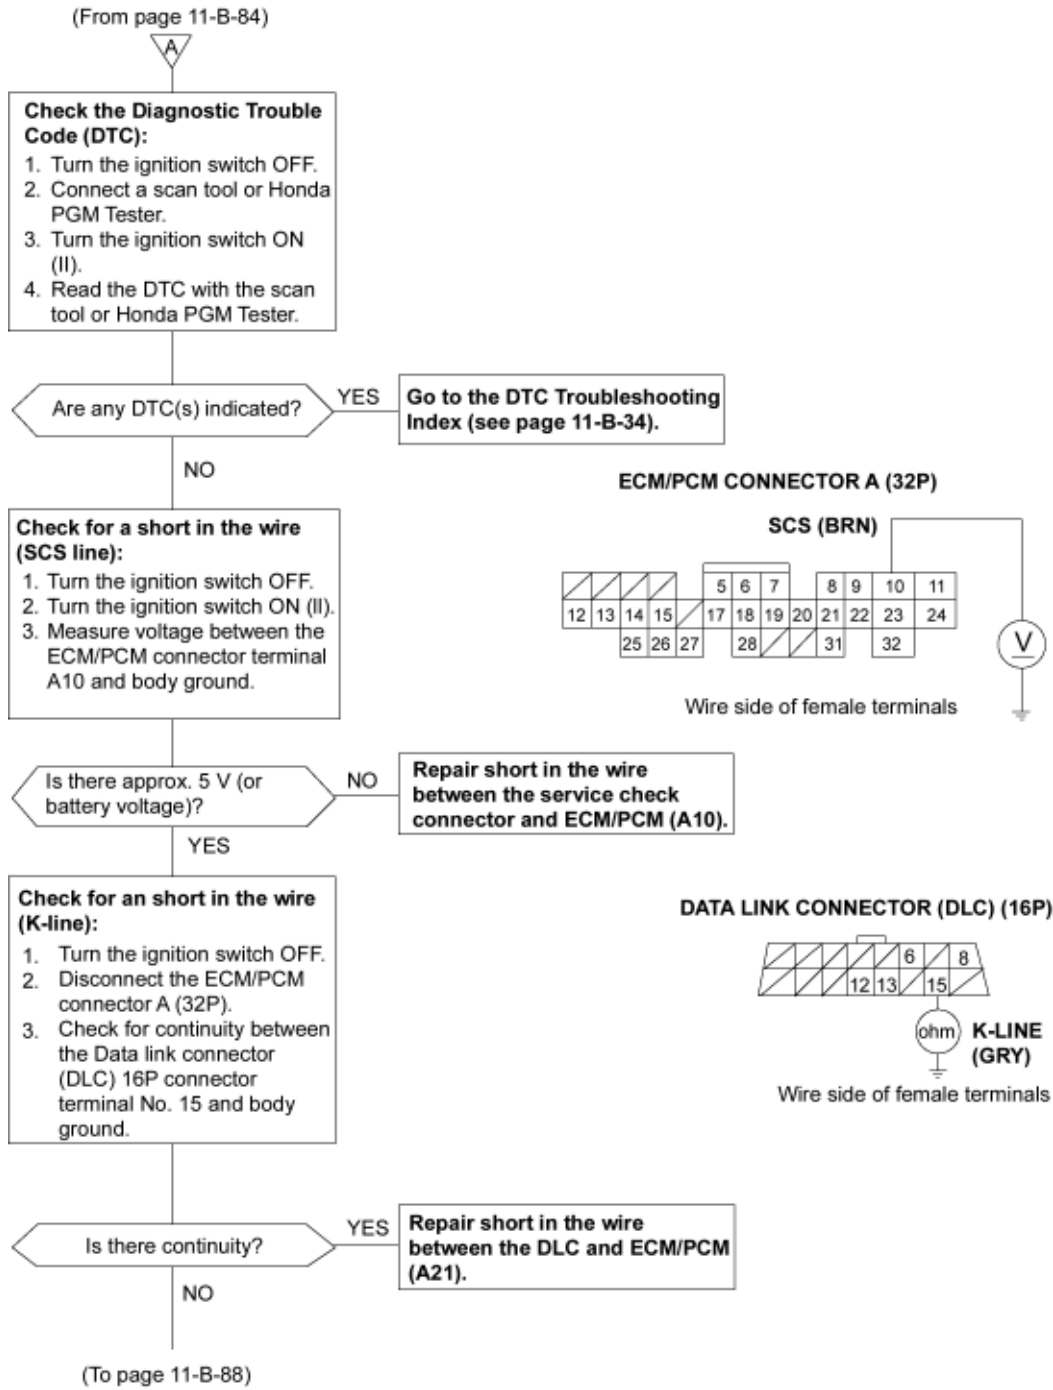 (From page 11-B-84)
A
Check the Diagnostic Trouble
Code (DTC):
1. Turn the ignition switch OFF.
2. Connect a scan tool or Honda
PGM Tester.
3. Turn the ignition switch ON
(II).
4. Read the DTC with the scan
tool or Honda PGM Tester.
Are any DTC(s) indicated?
YES
Go to the DTC Troubleshooting
Index (see page 11-B-34).
NO
Check for a short in the wire
(SCS line):
1. Turn the ignition switch OFF.
2. Turn the ignition switch ON (II).
3. Measure voltage between the
ECM/PCM connector terminal
A10 and body ground.
ECM/PCM CONNECTOR A (32P)
SCS (BRN)
5 6 7 8 9 10 11
12 13 14 15 17 18 19 20 21 22 23 24
25 26 27 28 31 32
V
Wire side of female terminals
Is there approx. 5 V (or
battery voltage)?
NO
Repair short in the wire
between the service check
connector and ECM/PCM (A10).
YES
Check for an short in the wire
(K-line):
1. Turn the ignition switch OFF.
2. Disconnect the ECM/PCM
connector A (32P).
3. Check for continuity between
the Data link connector
(DLC) 16P connector
terminal No. 15 and body
ground.
DATA LINK CONNECTOR (DLC) (16P)
6 8
12 13 15
ohm
K-LINE
(GRY)
Wire side of female terminals
Is there continuity?
YES
Repair short in the wire
between the DLC and ECM/PCM
(A21).
NO
(To page 11-B-88)